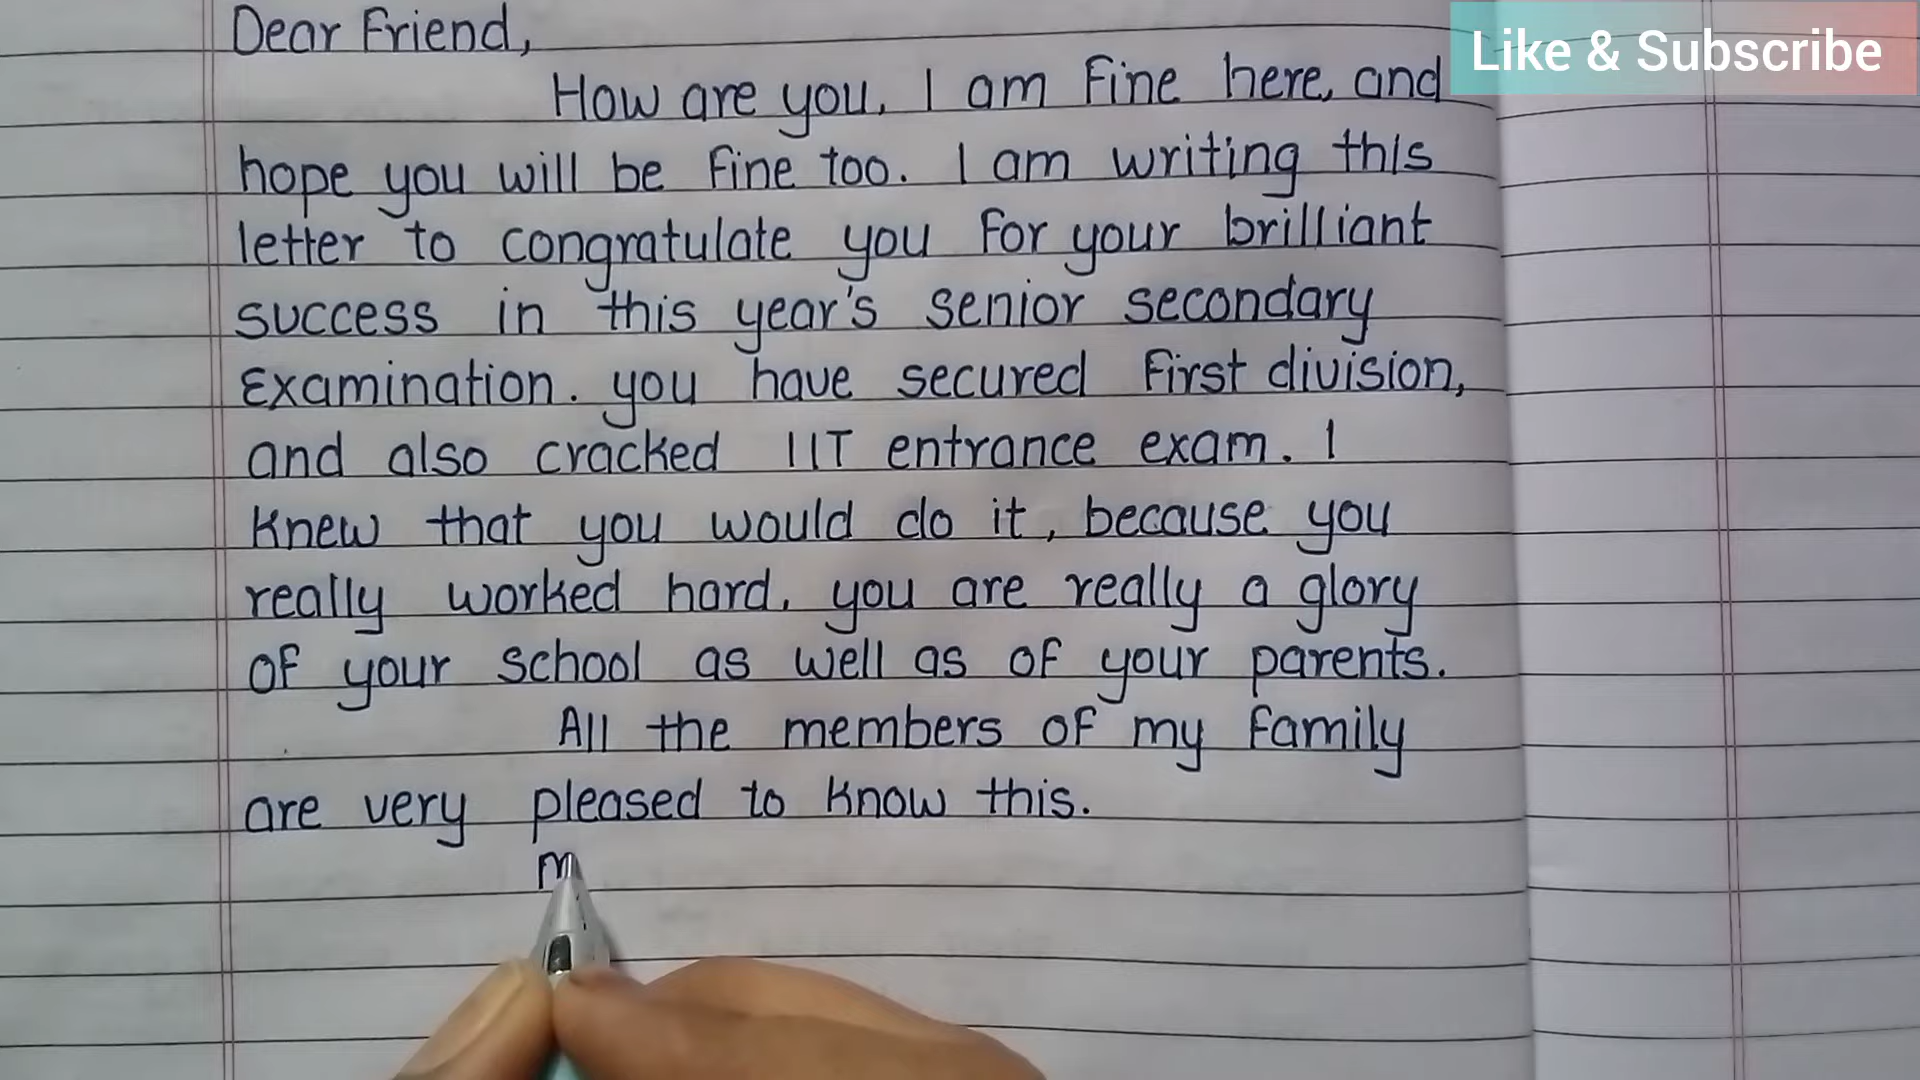 Dear Friend,
Like & Subscribe
How are you, I am fine here, and
hope you will be fine too. I am writing this
letter to congratulate you for your brilliant
success in this year's senior secondary
Examination. you have secured first division,
and also cracked IIT entrance exam. I
Knew that you would do it, because you
really worked hard. you are really a glory
of your school as well as of your parents.
All the members of my family
are very pleased to know this.
m